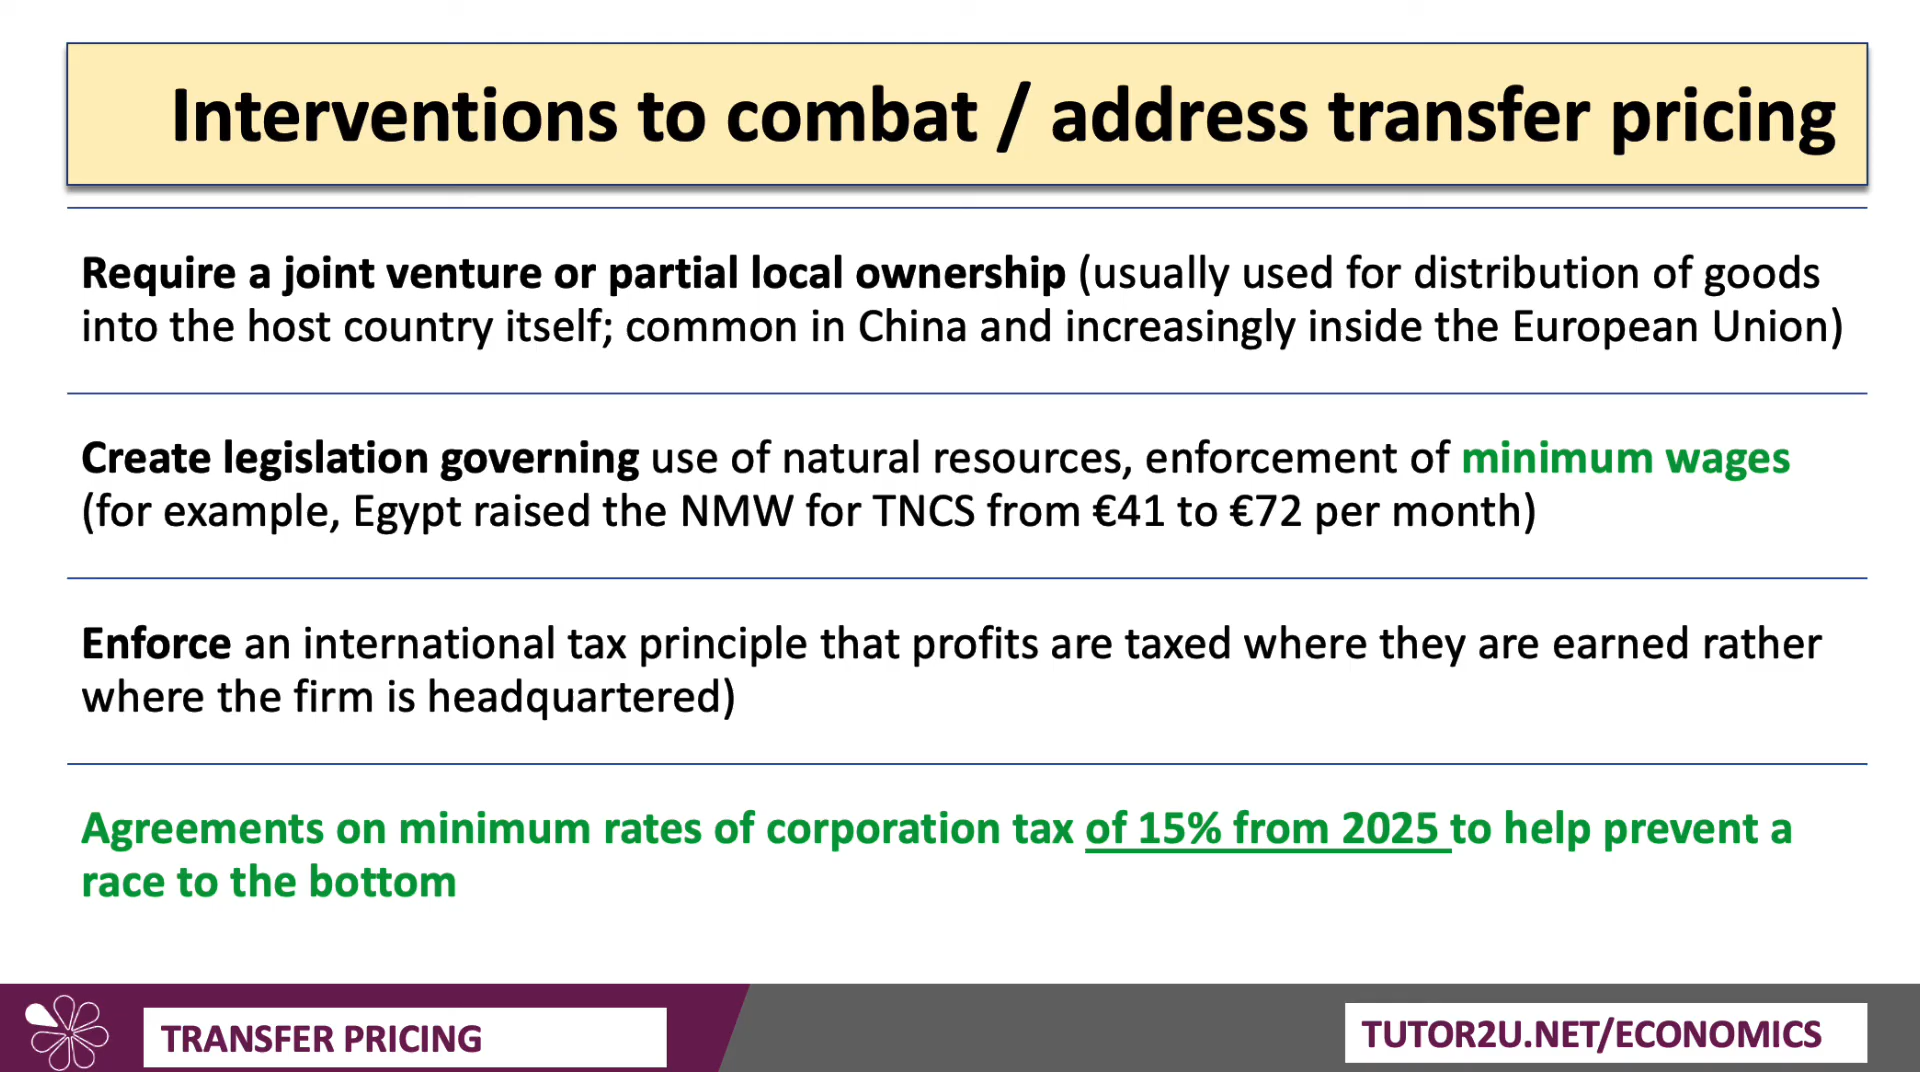 Interventions to combat / address transfer pricing
Require a joint venture or partial local ownership (usually used for distribution of goods
into the host country itself; common in China and increasingly inside the European Union)
Create legislation governing use of natural resources, enforcement of minimum wages
(for example, Egypt raised the NMW for TNCS from €41 to €72 per month)
Enforce an international tax principle that profits are taxed where they are earned rather
where the firm is headquartered)
Agreements on minimum rates of corporation tax of 15% from 2025 to help prevent a
race to the bottom
TRANSFER PRICING
TUTOR2U.NET/ECONOMICS